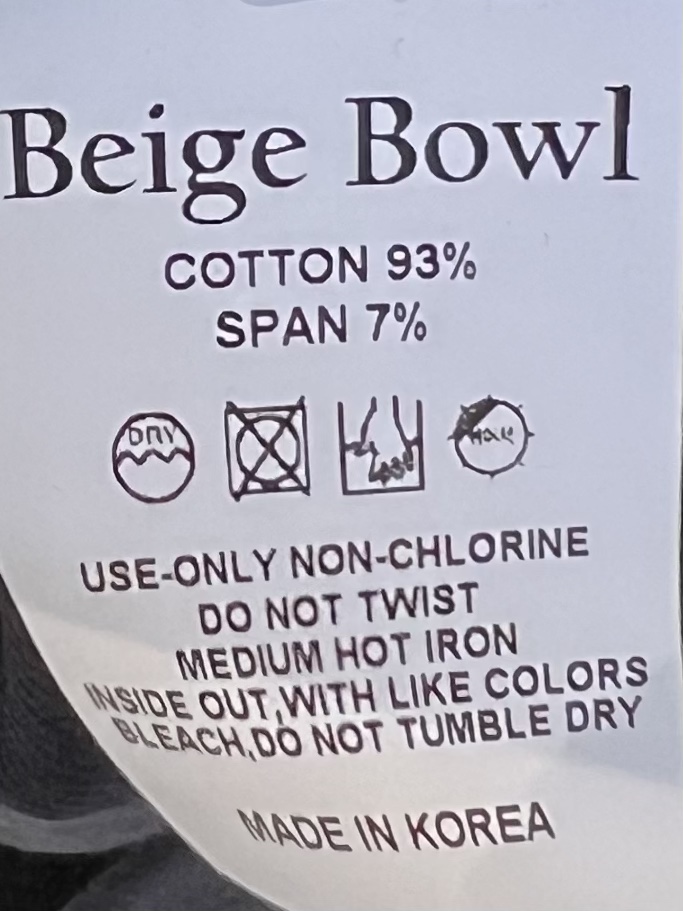 Beige Bowl
COTTON 93%
SPAN 7%
DRY
USE-ONLY NON-CHLORINE
DO NOT TWIST
MEDIUM HOT IRON
INSIDE OUT,WITH LIKE COLORS
BLEACH,DO NOT TUMBLE DRY
MADE IN KOREA